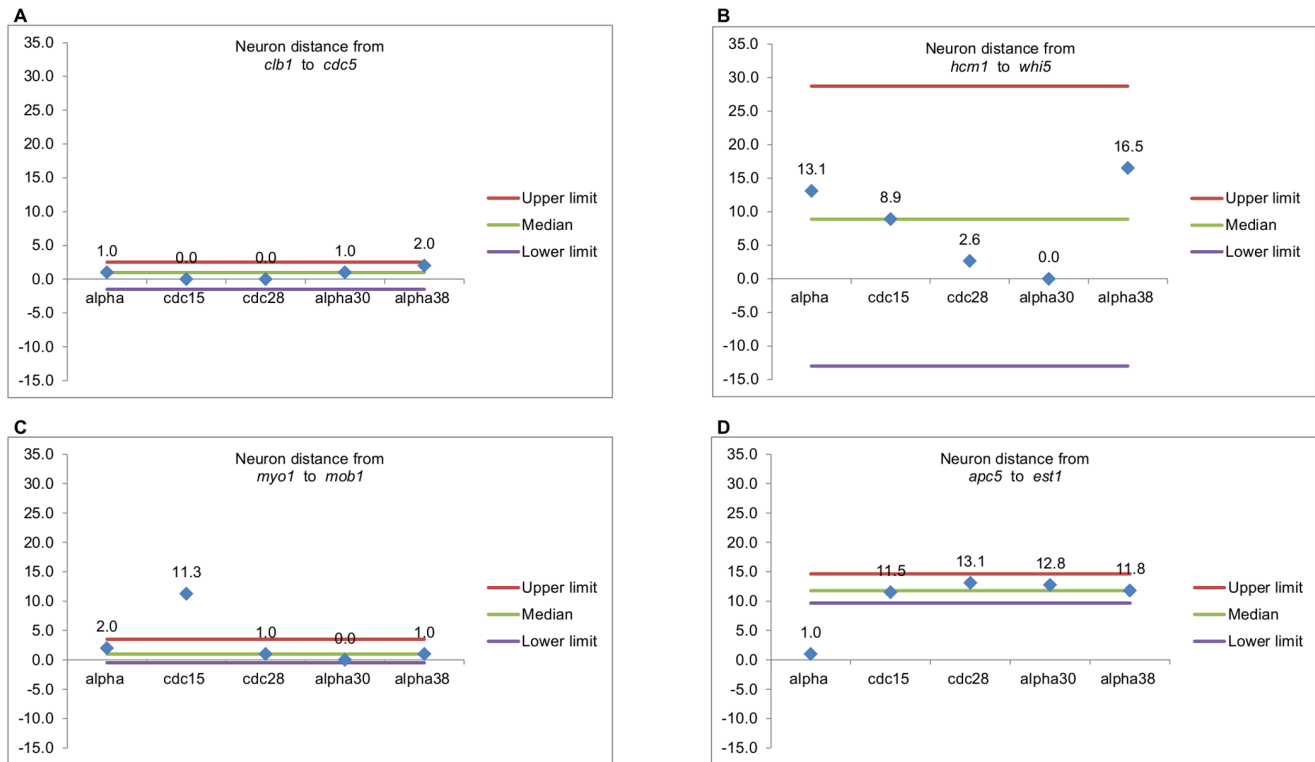 A
Neuron distance from
clb1 to cdc5
35.0
30.0
25.0
20.0
15.0
10.0
5.0
0.0
-5.0
-10.0
-15.0
1.0
0.0
0.0
1.0
2.0
alpha
cdc15
cdc28
alpha30
alpha38
Upper limit
Median
Lower limit
B
Neuron distance from
hcm1 to whi5
35.0
30.0
25.0
20.0
15.0
10.0
5.0
0.0
-5.0
-10.0
-15.0
13.1
8.9
2.6
0.0
16.5
alpha
cdc15
cdc28
alpha30
alpha38
Upper limit
Median
Lower limit
C
Neuron distance from
myo1 to mob1
35.0
30.0
25.0
20.0
15.0
10.0
5.0
0.0
-5.0
-10.0
-15.0
2.0
11.3
1.0
0.0
1.0
alpha
cdc15
cdc28
alpha30
alpha38
Upper limit
Median
Lower limit
D
Neuron distance from
apc5 to est1
35.0
30.0
25.0
20.0
15.0
10.0
5.0
0.0
-5.0
-10.0
-15.0
1.0
11.5
13.1
12.8
11.8
alpha
cdc15
cdc28
alpha30
alpha38
Upper limit
Median
Lower limit